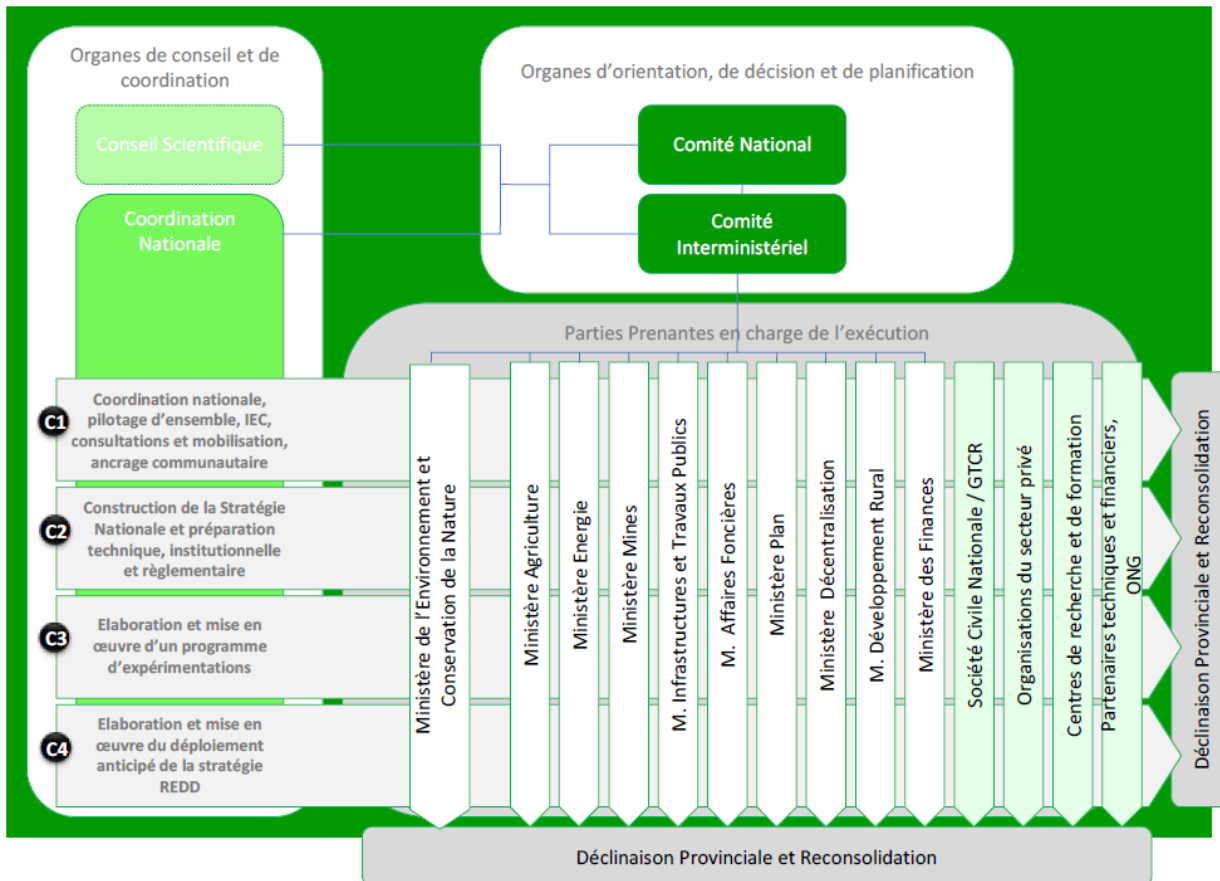 Organes de conseil et de
coordination
Conseil Scientifique
Coordination
Nationale
Organes d’orientation, de décision et de planification
Comité National
Comité
Interministériel
Parties Prenantes en charge de l’exécution
C1
Coordination nationale,
pilotage d’ensemble, IEC,
consultations et mobilisation,
ancrage communautaire
C2
Construction de la Stratégie
Nationale et préparation
technique, institutionnelle
et règlementaire
C3
Elaboration et mise en
œuvre d’un programme
d’expérimentations
C4
Elaboration et mise en
œuvre du déploiement
anticipé de la stratégie
REDD
Ministère de l’Environnement et
Conservation de la Nature
Ministère Agriculture
Ministère Energie
Ministère Mines
M. Infrastructures et Travaux Publics
M. Affaires Foncières
Ministère Plan
Ministère Décentralisation
M. Développement Rural
Ministère des Finances
Société Civile Nationale / GTCR
Organisations du secteur privé
Centres de recherche et de formation
Partenaires techniques et financiers,
ONG
Déclinaison Provinciale et Reconsolidation
Déclinaison Provinciale et Reconsolidation